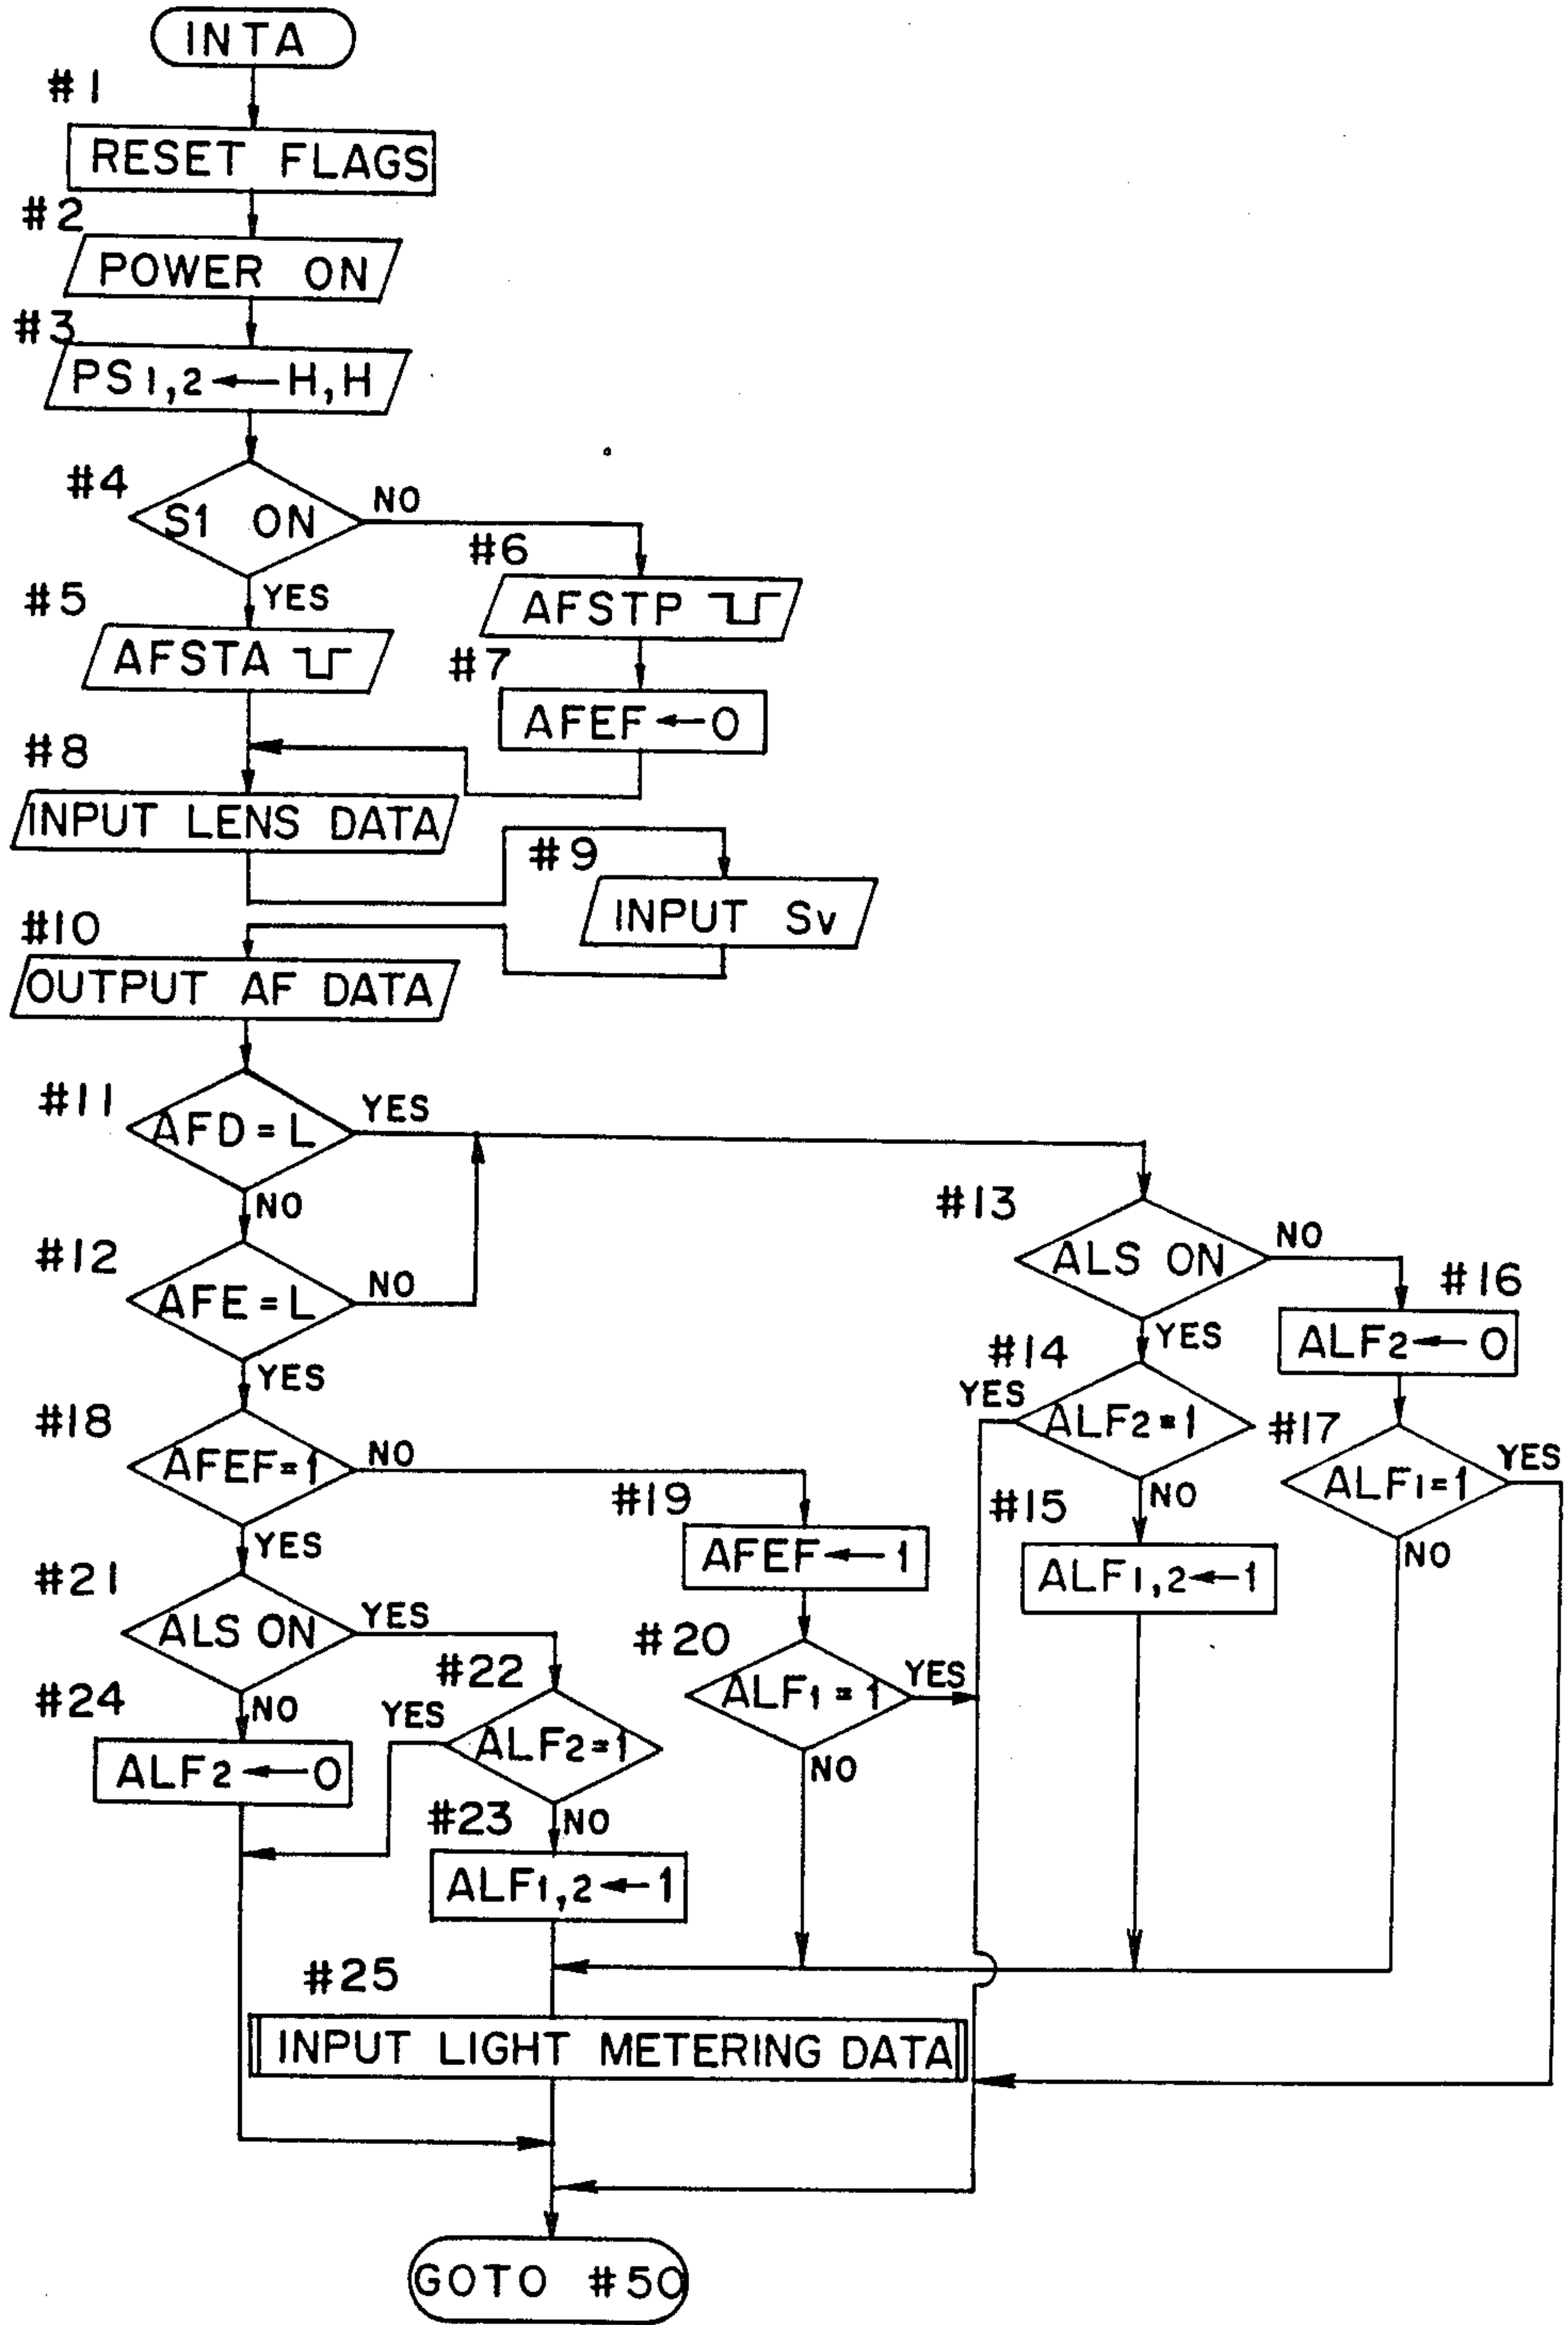 INTA
#1
RESET FLAGS
#2
POWER ON
#3
PS1,2 ← H,H
#4
S1 ON
NO
YES
#5
AFSTA
#6
AFSTP
#7
AFEF ← 0
#8
INPUT LENS DATA
#9
INPUT Sv
#10
OUTPUT AF DATA
#11
AFD = L
YES
NO
#12
AFE = L
NO
YES
#13
ALS ON
NO
YES
#14
YES
ALF2 = 1
NO
#15
ALF1,2 ← 1
#16
ALF2 ← 0
#17
ALF1 = 1
YES
NO
#18
AFEF = 1
NO
YES
#19
AFEF ← 1
#20
ALF1 = 1
YES
NO
#21
ALS ON
YES
NO
#22
YES
ALF2 = 1
NO
#23
ALF1,2 ← 1
#24
ALF2 ← 0
#25
INPUT LIGHT METERING DATA
GOTO #50